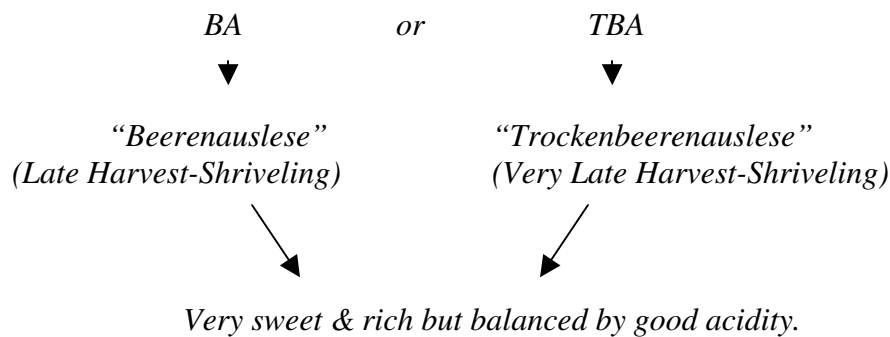 BA or TBA
“Beerenauslese” “Trockenbeerenauslese”
(Late Harvest-Shriveling) (Very Late Harvest-Shriveling)
Very sweet & rich but balanced by good acidity.